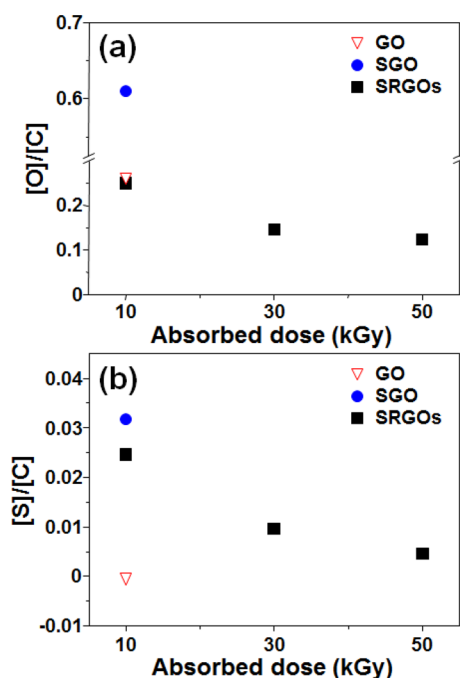 (a)
GO
SGO
SRGOs
0.7
0.6
0.2
0.1
0
[O]/[C]
10 30 50
Absorbed dose (kGy)
(b)
GO
SGO
SRGOs
0.04
0.03
0.02
0.01
0
-0.01
[S]/[C]
10 30 50
Absorbed dose (kGy)